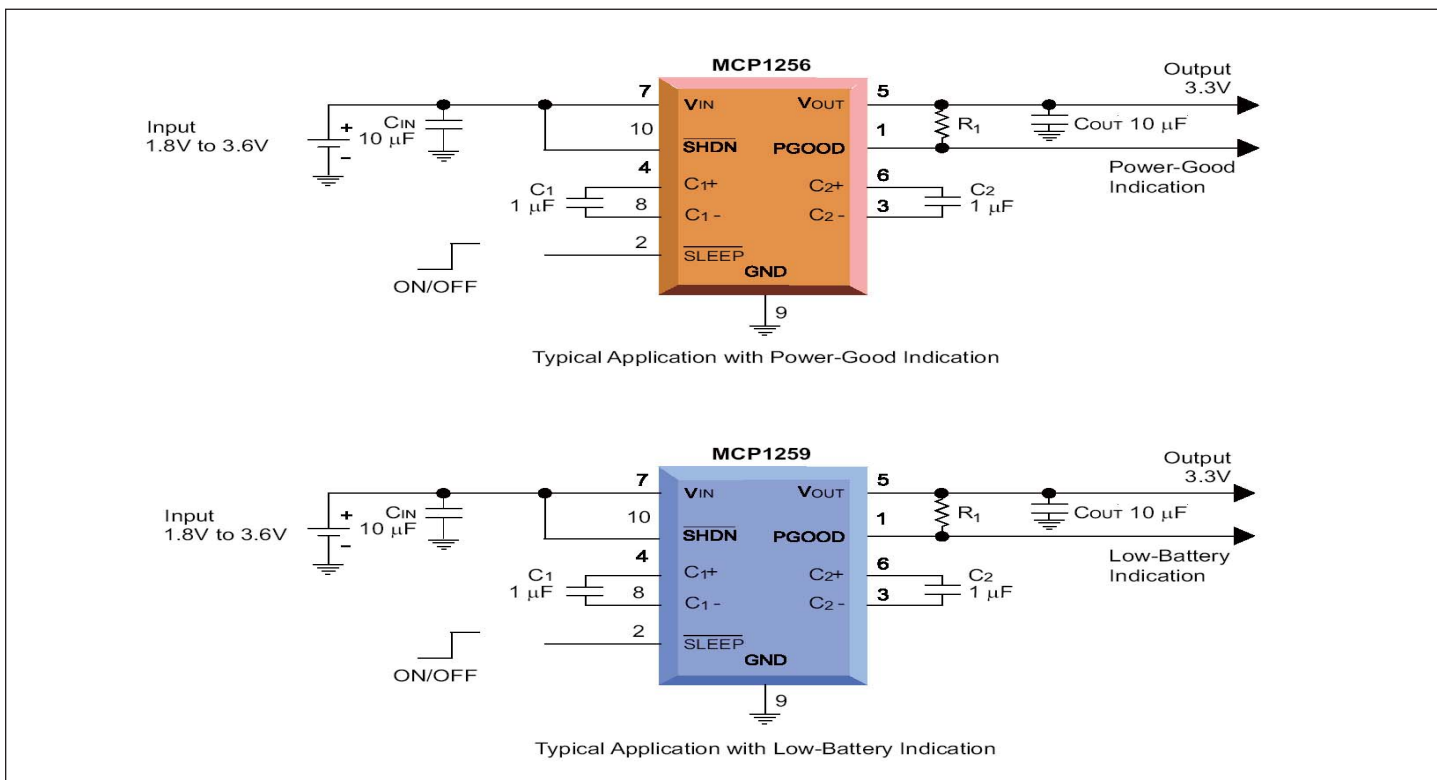 MCP1256
Input
1.8V to 3.6V
+
-
CIN
10 µF
7
VIN
10
SHDN
4
C1+
C1
1 µF
8
C1 -
2
SLEEP
ON/OFF
GND
9
VOUT
5
1
PGOOD
R1
COUT 10 µF
Output
3.3V
Power-Good
Indication
C2+
6
C2 -
3
C2
1 µF
Typical Application with Power-Good Indication
MCP1259
Input
1.8V to 3.6V
+
-
CIN
10 µF
7
VIN
10
SHDN
4
C1+
C1
1 µF
8
C1 -
2
SLEEP
ON/OFF
GND
9
VOUT
5
1
PGOOD
R1
COUT 10 µF
Output
3.3V
Low-Battery
Indication
C2+
6
C2 -
3
C2
1 µF
Typical Application with Low-Battery Indication